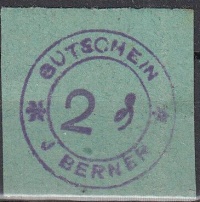 GUTSCHEIN
2 ₰
J BERNER